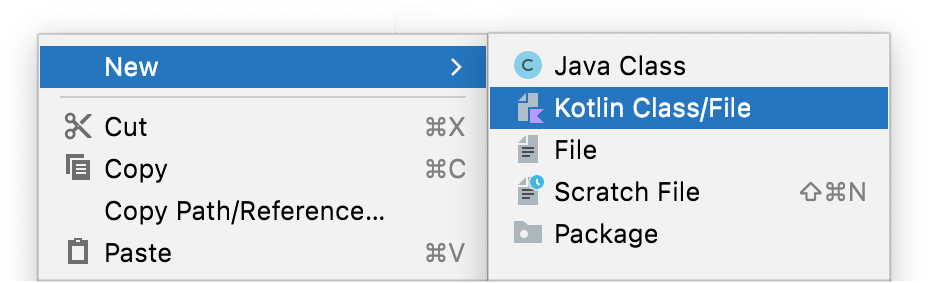 New
Cut ⌘X
Copy ⌘C
Copy Path/Reference...
Paste ⌘V
C Java Class
Kotlin Class/File
File
Scratch File ⇧⌘N
Package